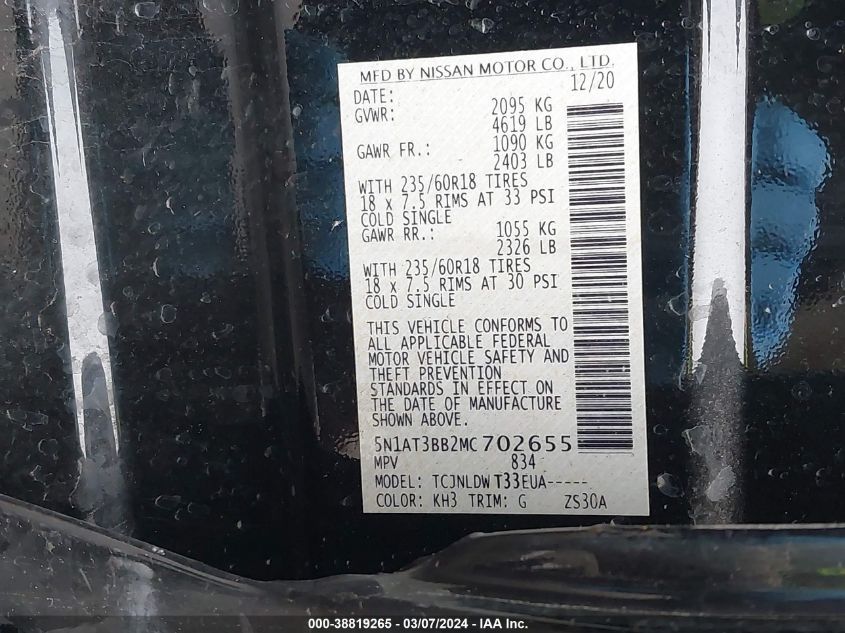 MFD BY NISSAN MOTOR CO., LTD.
DATE: 12/20
GVWR: 2095 KG
4619 LB
GAWR FR.: 1090 KG
2403 LB
WITH 235/60R18 TIRES
18 x 7.5 RIMS AT 33 PSI
COLD SINGLE
GAWR RR.: 1055 KG
2326 LB
WITH 235/60R18 TIRES
18 x 7.5 RIMS AT 30 PSI
COLD SINGLE
THIS VEHICLE CONFORMS TO
ALL APPLICABLE FEDERAL
MOTOR VEHICLE SAFETY AND
THEFT PREVENTION
STANDARDS IN EFFECT ON
THE DATE OF MANUFACTURE
SHOWN ABOVE.
5N1AT3BB2MC702655
MPV 834
MODEL: TCJNLDW T33EUA-----
COLOR: KH3 TRIM: G ZS30A
000-38819265 - 03/07/2024 - IAA Inc.